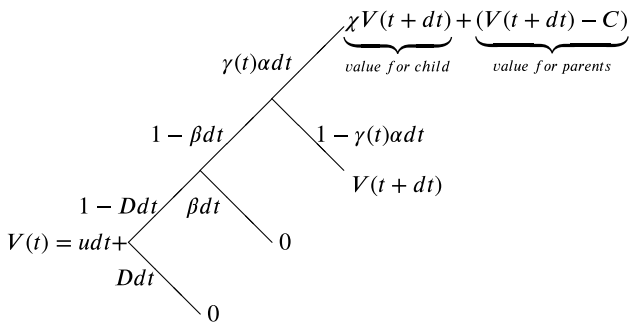 χV(t + dt) + (V(t + dt) − C)
value for child value for parents
γ(t)αdt
1 − βdt
1 − γ(t)αdt
V(t + dt)
1 − Ddt
βdt
V(t) = udt+
0
Ddt
0